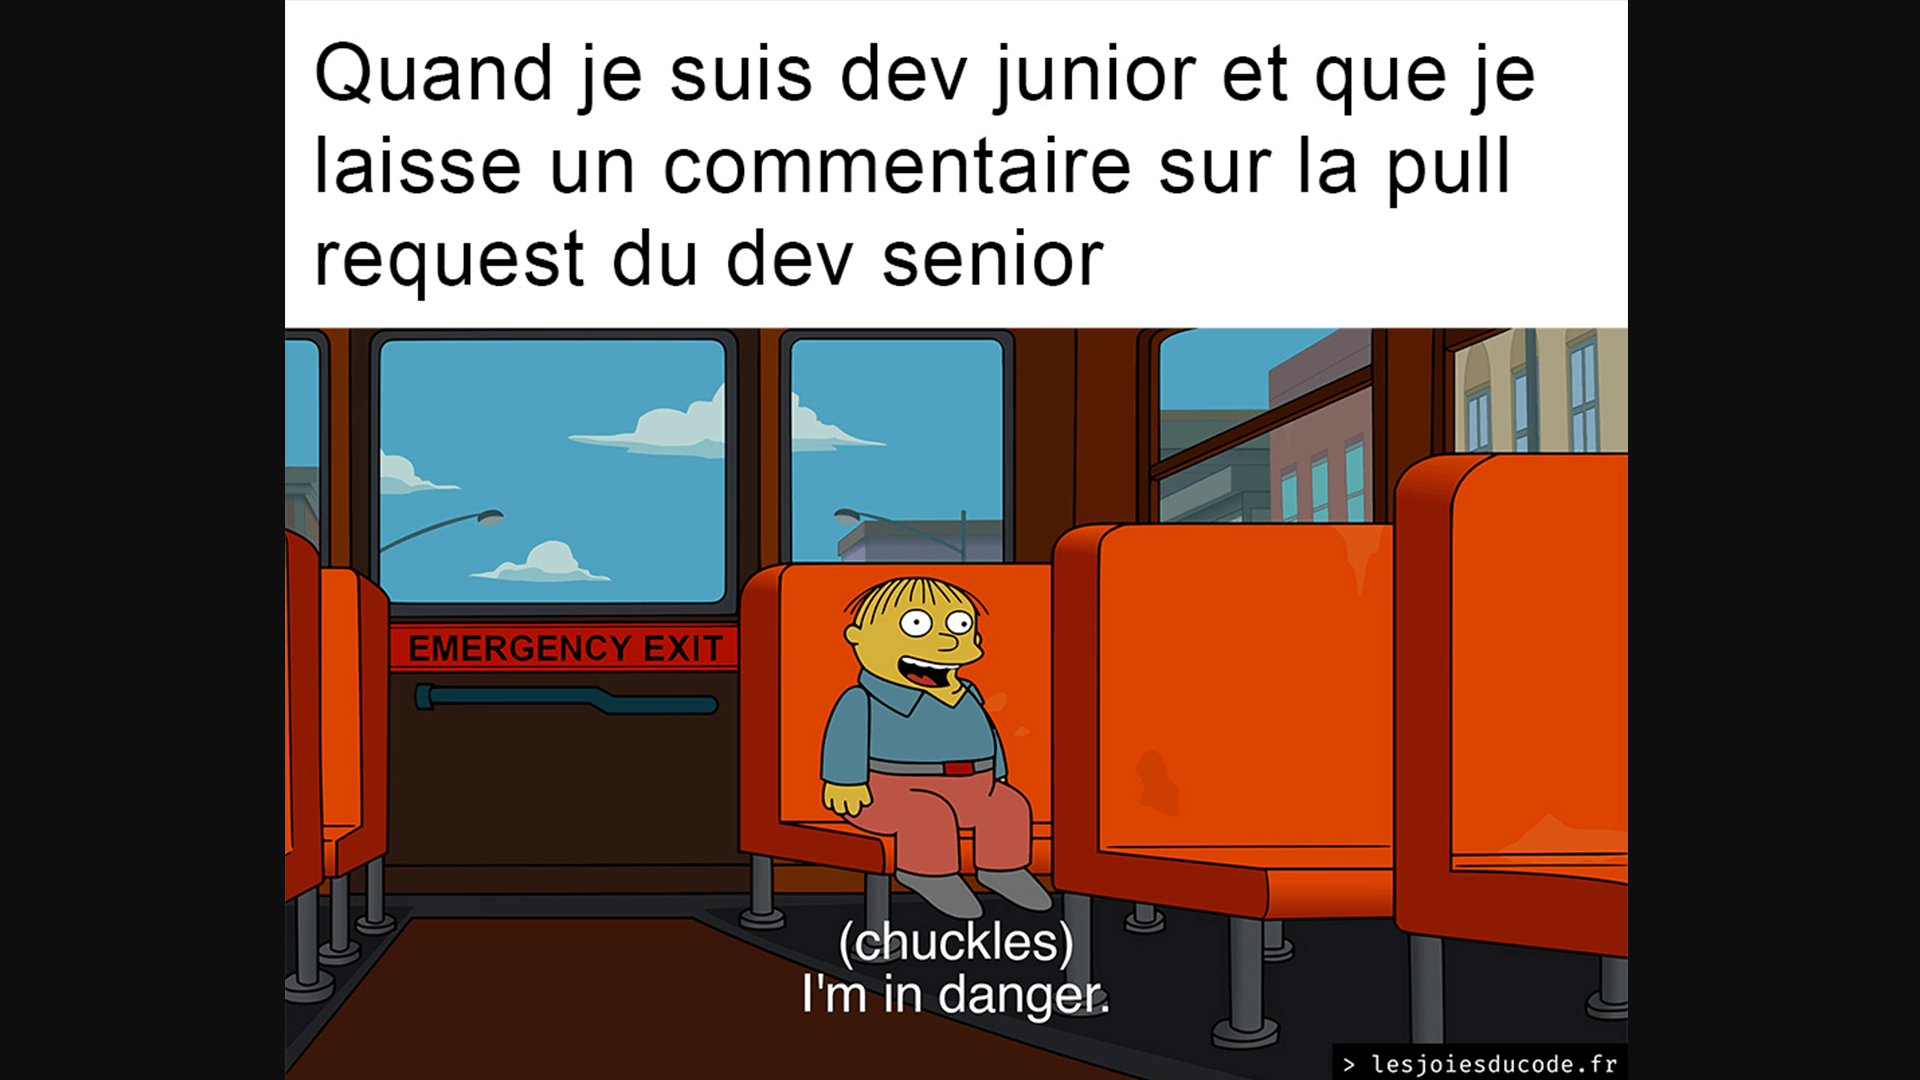 Quand je suis dev junior et que je
laisse un commentaire sur la pull
request du dev senior
EMERGENCY EXIT
(chuckles)
I'm in danger.
> lesjoiesducode.fr